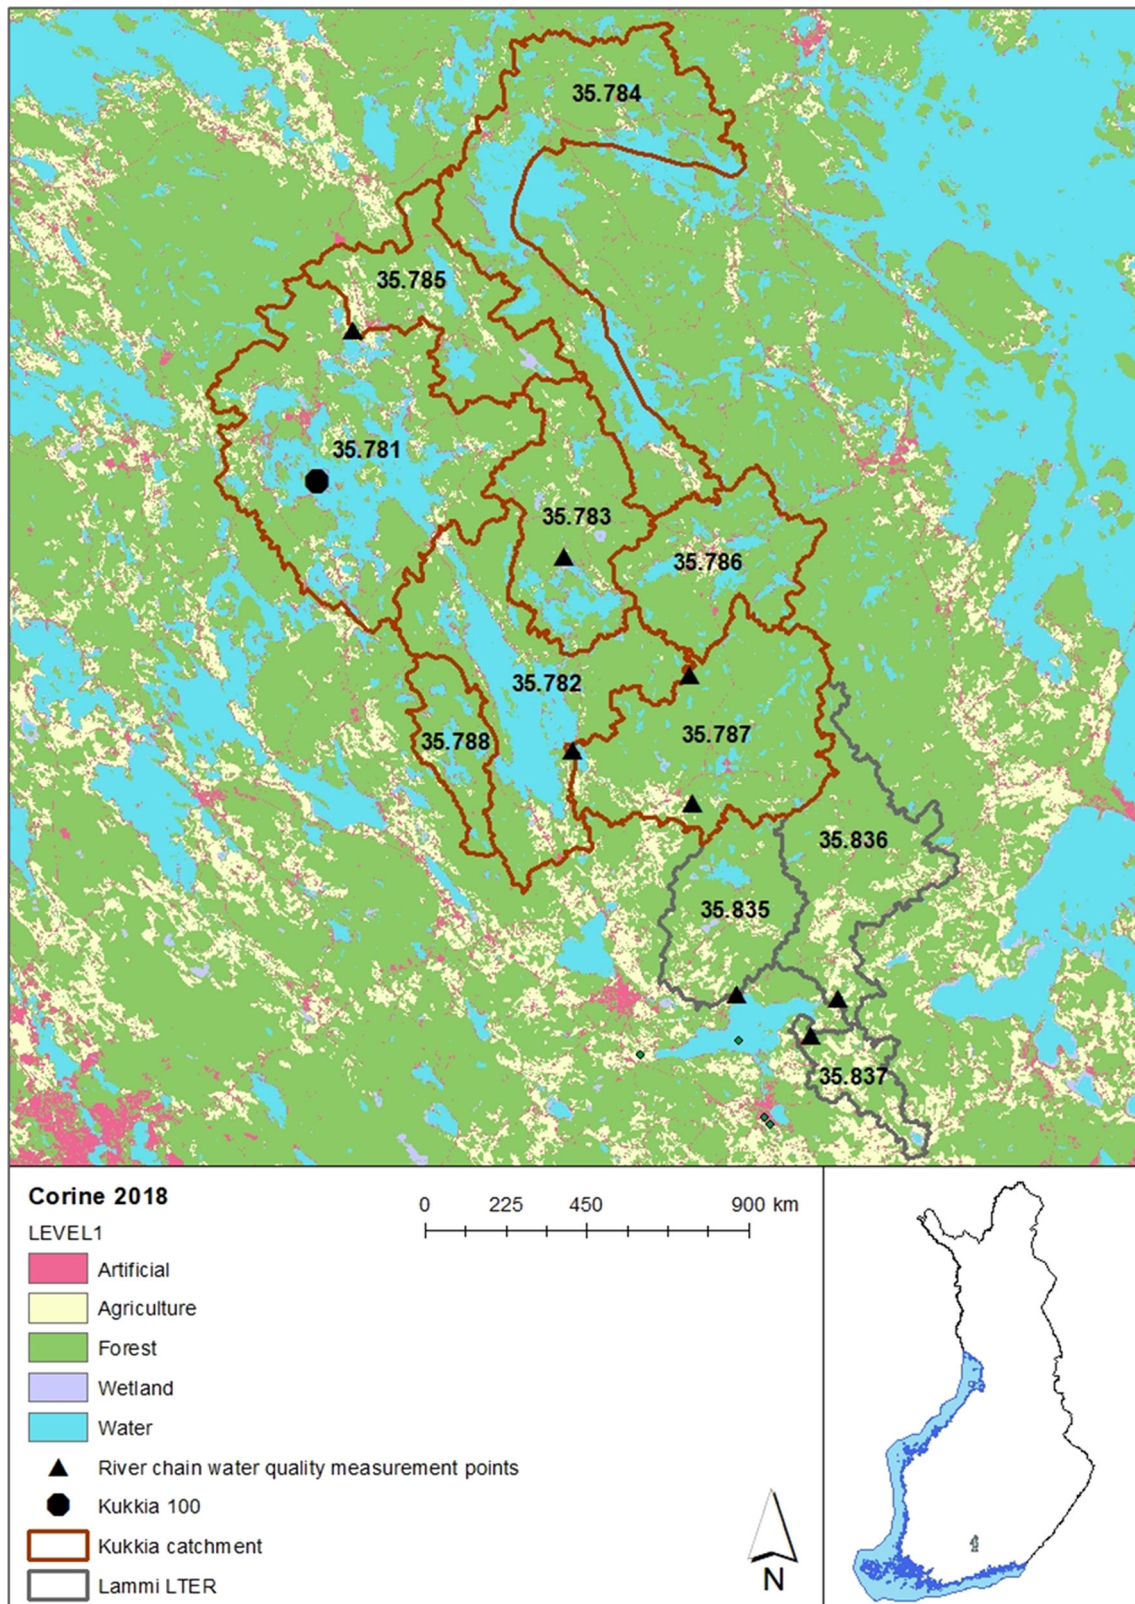 35.784
35.785
35.781
35.783
35.786
35.782
35.788
35.787
35.836
35.835
35.837
Corine 2018
LEVEL1
Artificial
Agriculture
Forest
Wetland
Water
River chain water quality measurement points
Kukkia 100
Kukkia catchment
Lammi LTER
0 225 450 900 km
N